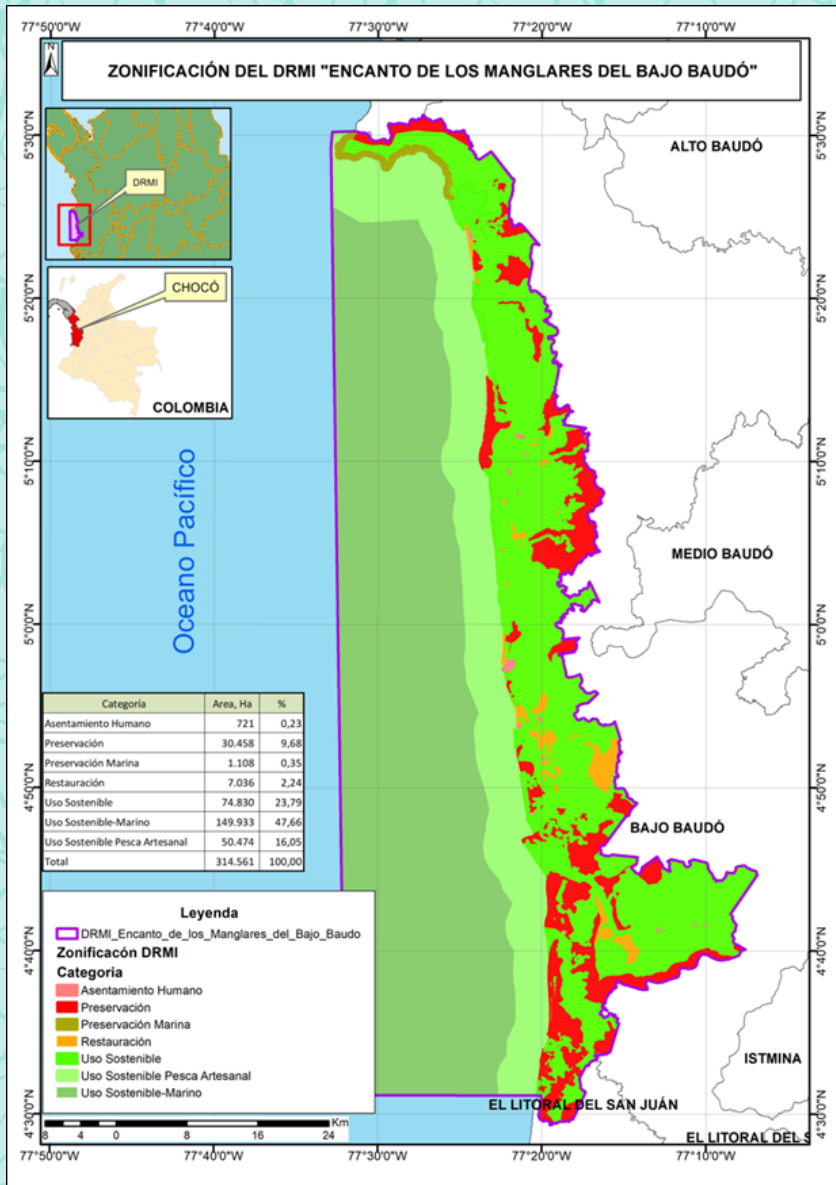 77°50'0"W 77°40'0"W 77°30'0"W 77°20'0"W 77°10'0"W
N
ZONIFICACIÓN DEL DRMI "ENCANTO DE LOS MANGLARES DEL BAJO BAUDÓ"
5°30'0"N
5°30'0"N
ALTO BAUDÓ
DRMI
5°20'0"N
5°20'0"N
CHOCÓ
COLOMBIA
5°10'0"N
5°10'0"N
Oceano Pacífico
MEDIO BAUDÓ
5°0'0"N
5°0'0"N
Categoría Area, Ha %
Asentamiento Humano 721 0,23
Preservación 30.458 9,68
Preservación Marina 1.108 0,35
Restauración 7.036 2,24
Uso Sostenible 74.830 23,79
Uso Sostenible-Marino 149.933 47,66
Uso Sostenible Pesca Artesanal 50.474 16,05
Total 314.561 100,00
4°50'0"N
4°50'0"N
BAJO BAUDÓ
Leyenda
DRMI_Encanto_de_los_Manglares_del_Bajo_Baudo
Zonificacón DRMI
Categoria
Asentamiento Humano
Preservación
Preservación Marina
Restauración
Uso Sostenible
Uso Sostenible Pesca Artesanal
Uso Sostenible-Marino
4°40'0"N
4°40'0"N
ISTMINA
EL LITORAL DEL SAN JUÁN
EL LITORAL DEL S
4°30'0"N
4°30'0"N
8 4 0 8 16 24 Km
77°50'0"W 77°40'0"W 77°30'0"W 77°20'0"W 77°10'0"W